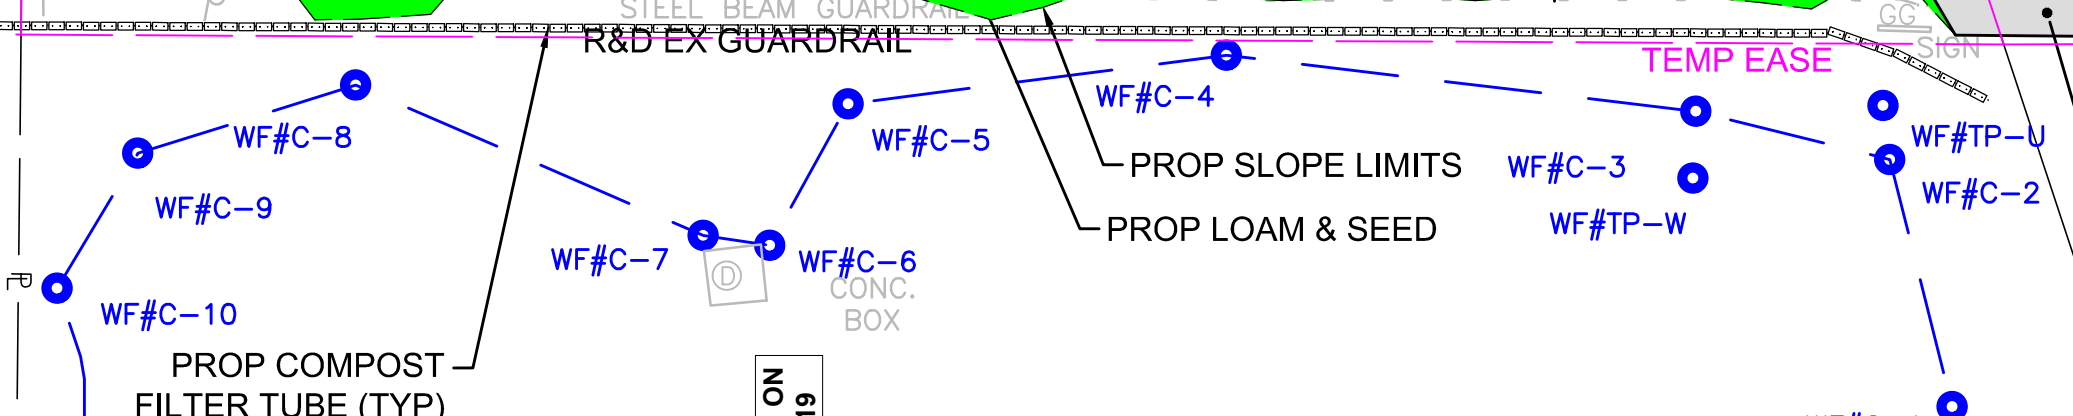 STEEL BEAM GUARDRAIL
R&D EX GUARDRAIL
GG
SIGN
TEMP EASE
WF#C-4
WF#C-8
WF#C-5
WF#TP-U
PROP SLOPE LIMITS
WF#C-3
WF#C-2
WF#C-9
WF#TP-W
PROP LOAM & SEED
WF#C-7
WF#C-6
D
CONC.
BOX
PL
WF#C-10
PROP COMPOST
FILTER TUBE (TYP)
ON
19